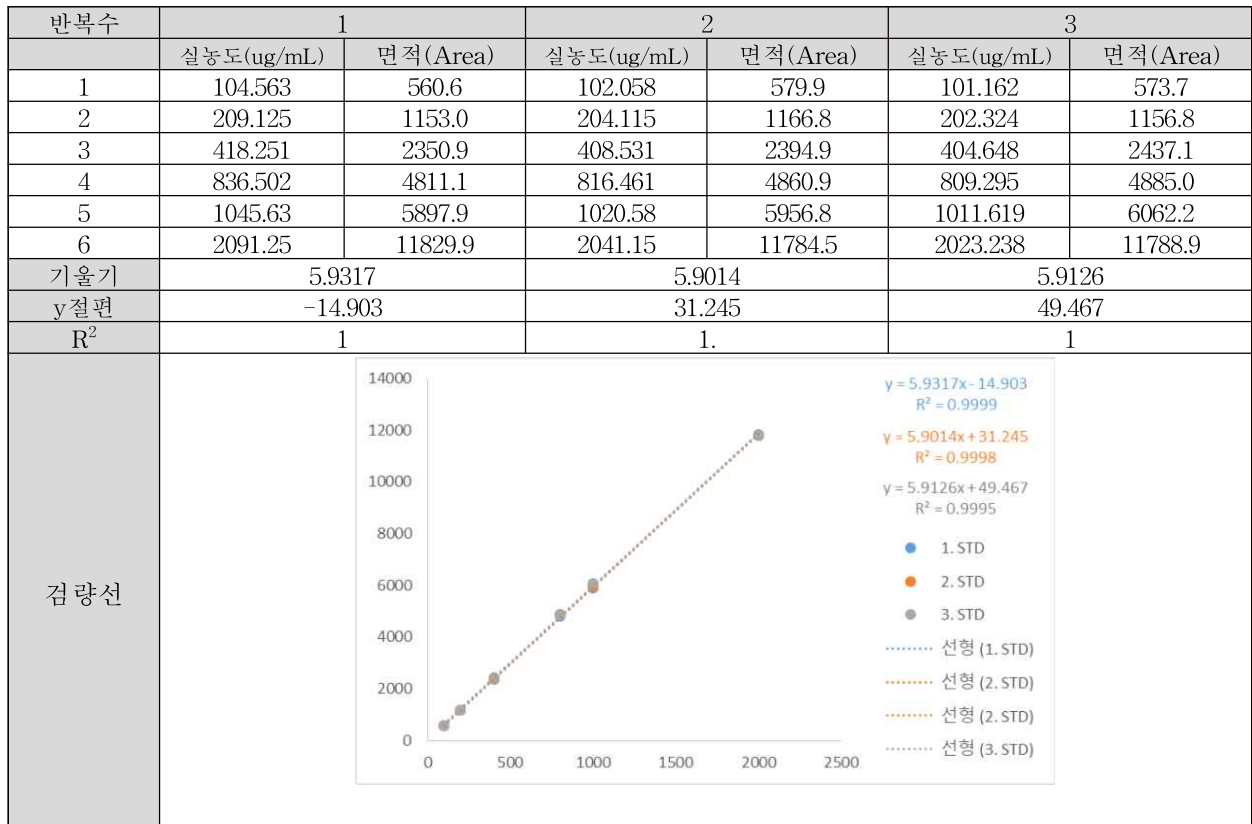 반복수 1 2 3
실농도(ug/mL) 면적(Area) 실농도(ug/mL) 면적(Area) 실농도(ug/mL) 면적(Area)
1 104.563 560.6 102.058 579.9 101.162 573.7
2 209.125 1153.0 204.115 1166.8 202.324 1156.8
3 418.251 2350.9 408.531 2394.9 404.648 2437.1
4 836.502 4811.1 816.461 4860.9 809.295 4885.0
5 1045.63 5897.9 1020.58 5956.8 1011.619 6062.2
6 2091.25 11829.9 2041.15 11784.5 2023.238 11788.9
기울기 5.9317 5.9014 5.9126
y절편 -14.903 31.245 49.467
R² 1 1. 1
검량선
14000
12000
10000
8000
6000
4000
2000
0
0 500 1000 1500 2000 2500
y = 5.9317x - 14.903
R² = 0.9999
y = 5.9014x + 31.245
R² = 0.9998
y = 5.9126x + 49.467
R² = 0.9995
1. STD
2. STD
3. STD
선형 (1. STD)
선형 (2. STD)
선형 (2. STD)
선형 (3. STD)